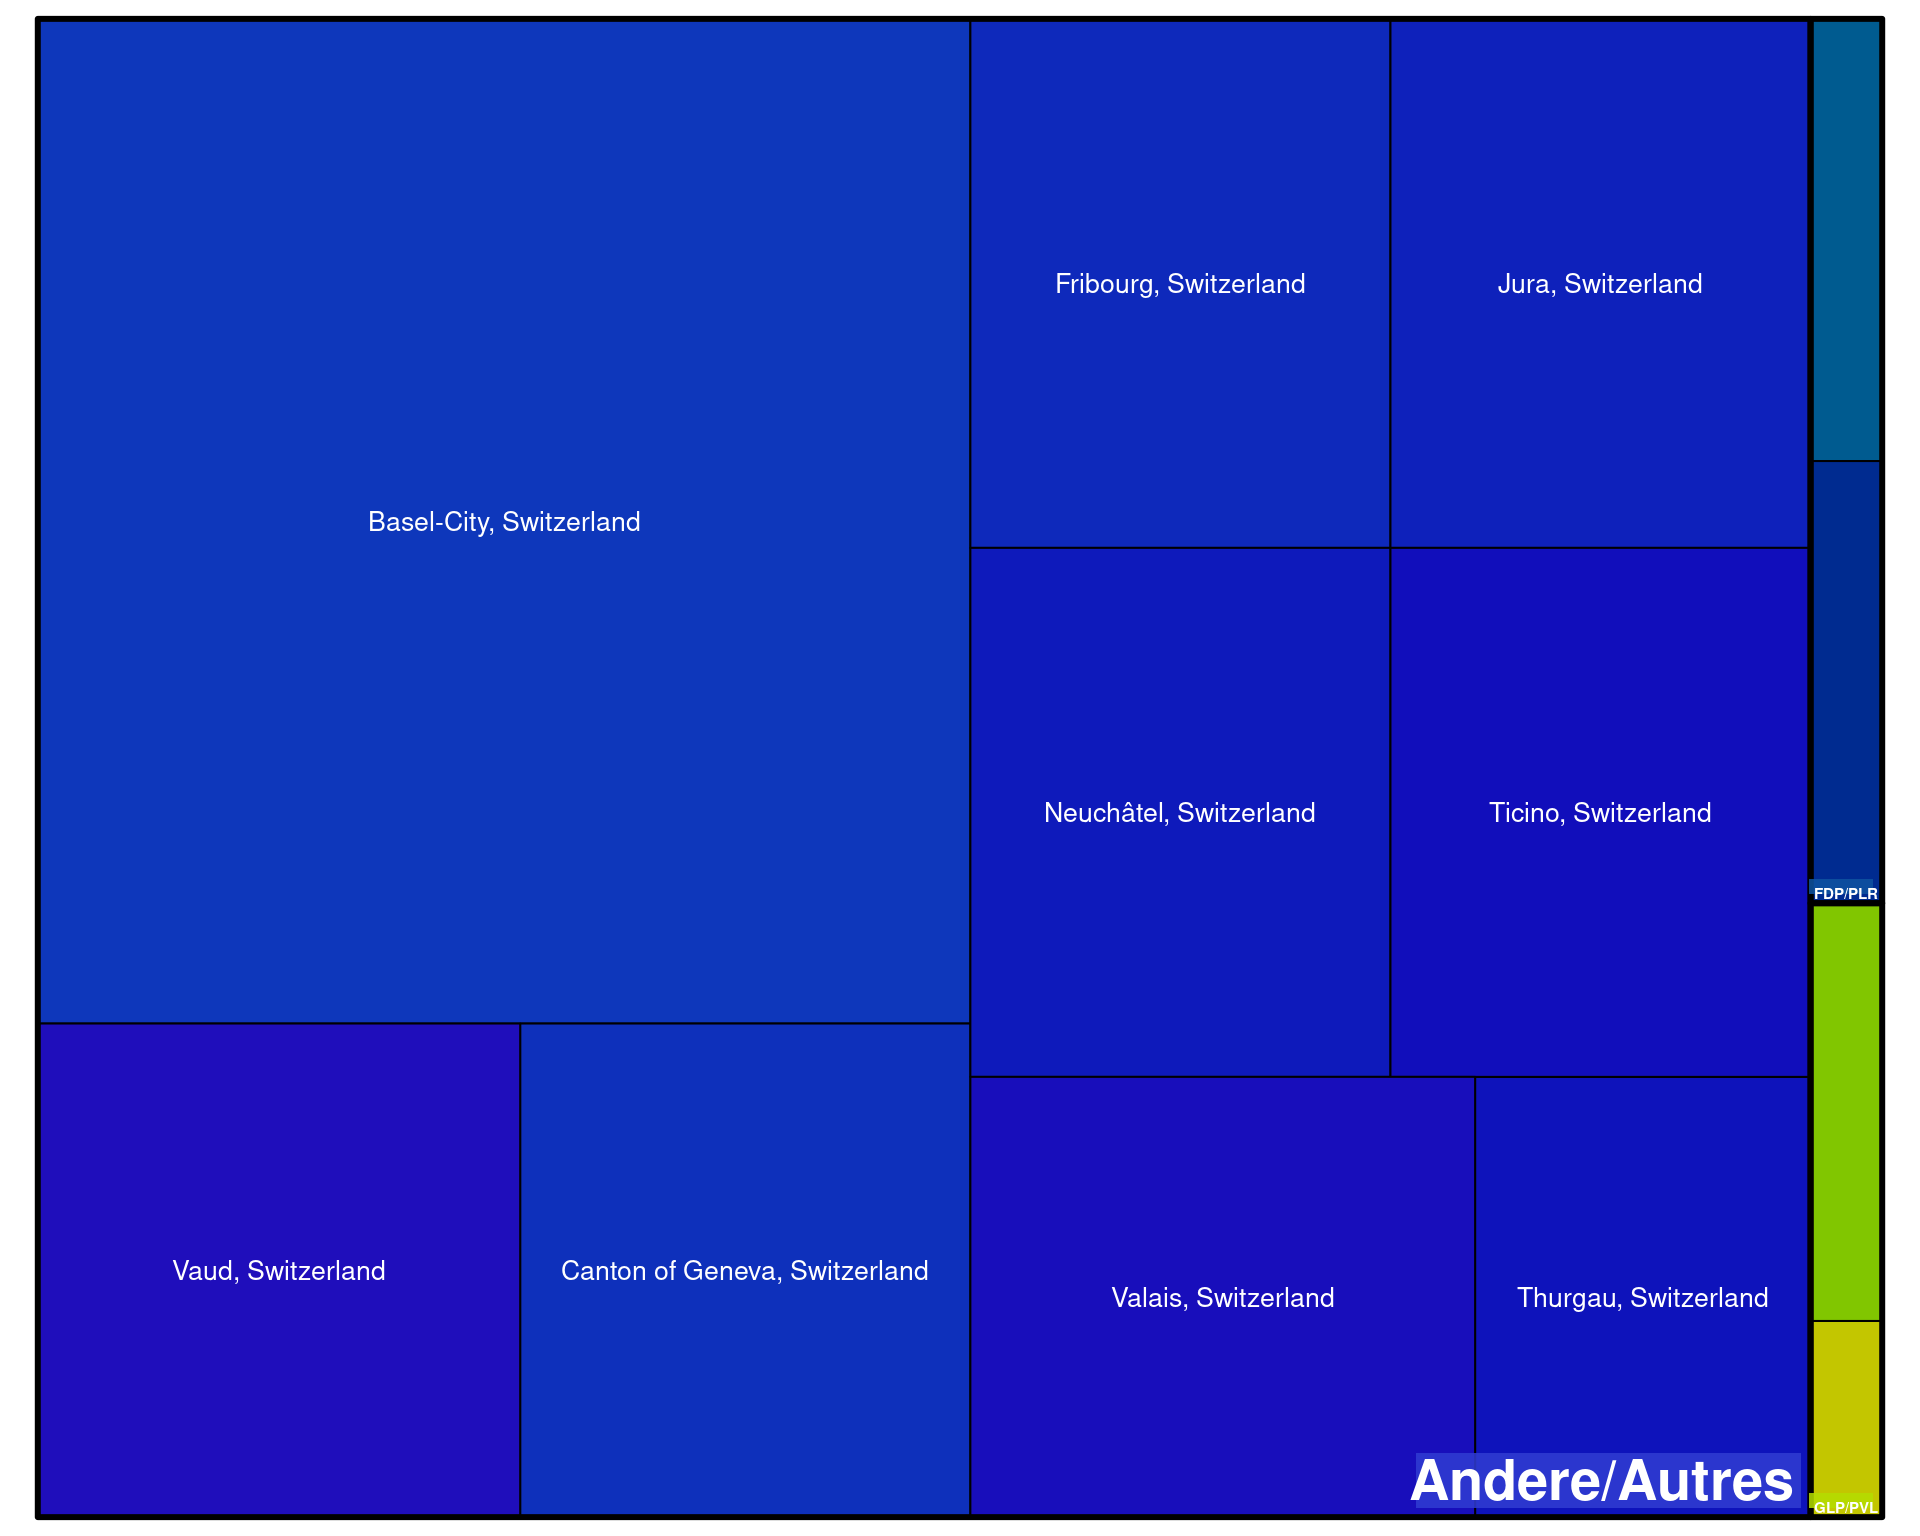 Fribourg, Switzerland
Jura, Switzerland
Basel-City, Switzerland
Neuchâtel, Switzerland
Ticino, Switzerland
FDP/PLR
Vaud, Switzerland
Canton of Geneva, Switzerland
Valais, Switzerland
Thurgau, Switzerland
Andere/Autres
GLP/PVL